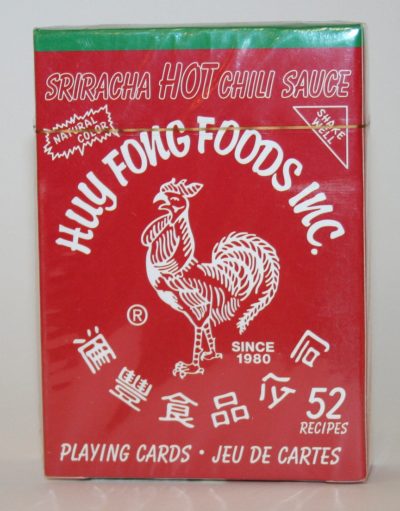 SRIRACHA HOT CHILI SAUCE
NATURAL
COLOR
SHAKE
WELL
HUY FONG FOODS INC.
®
SINCE
1980
滙豐食品公司
52
RECIPES
PLAYING CARDS • JEU DE CARTES